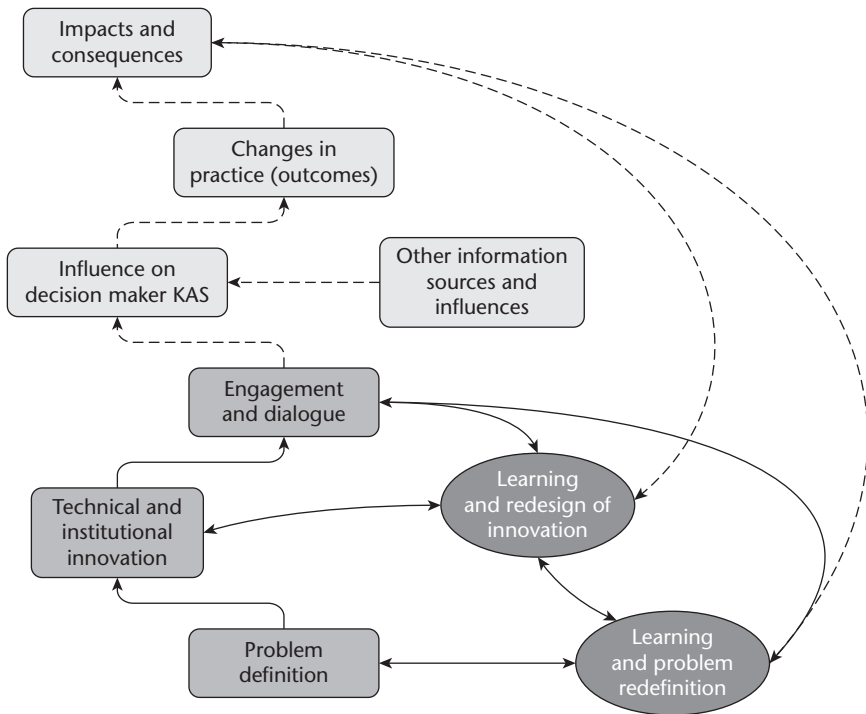 Impacts and
consequences
Changes in
practice (outcomes)
Influence on
decision maker KAS
Other information
sources and
influences
Engagement
and dialogue
Learning
and redesign of
innovation
Technical and
institutional
innovation
Problem
definition
Learning
and problem
redefinition